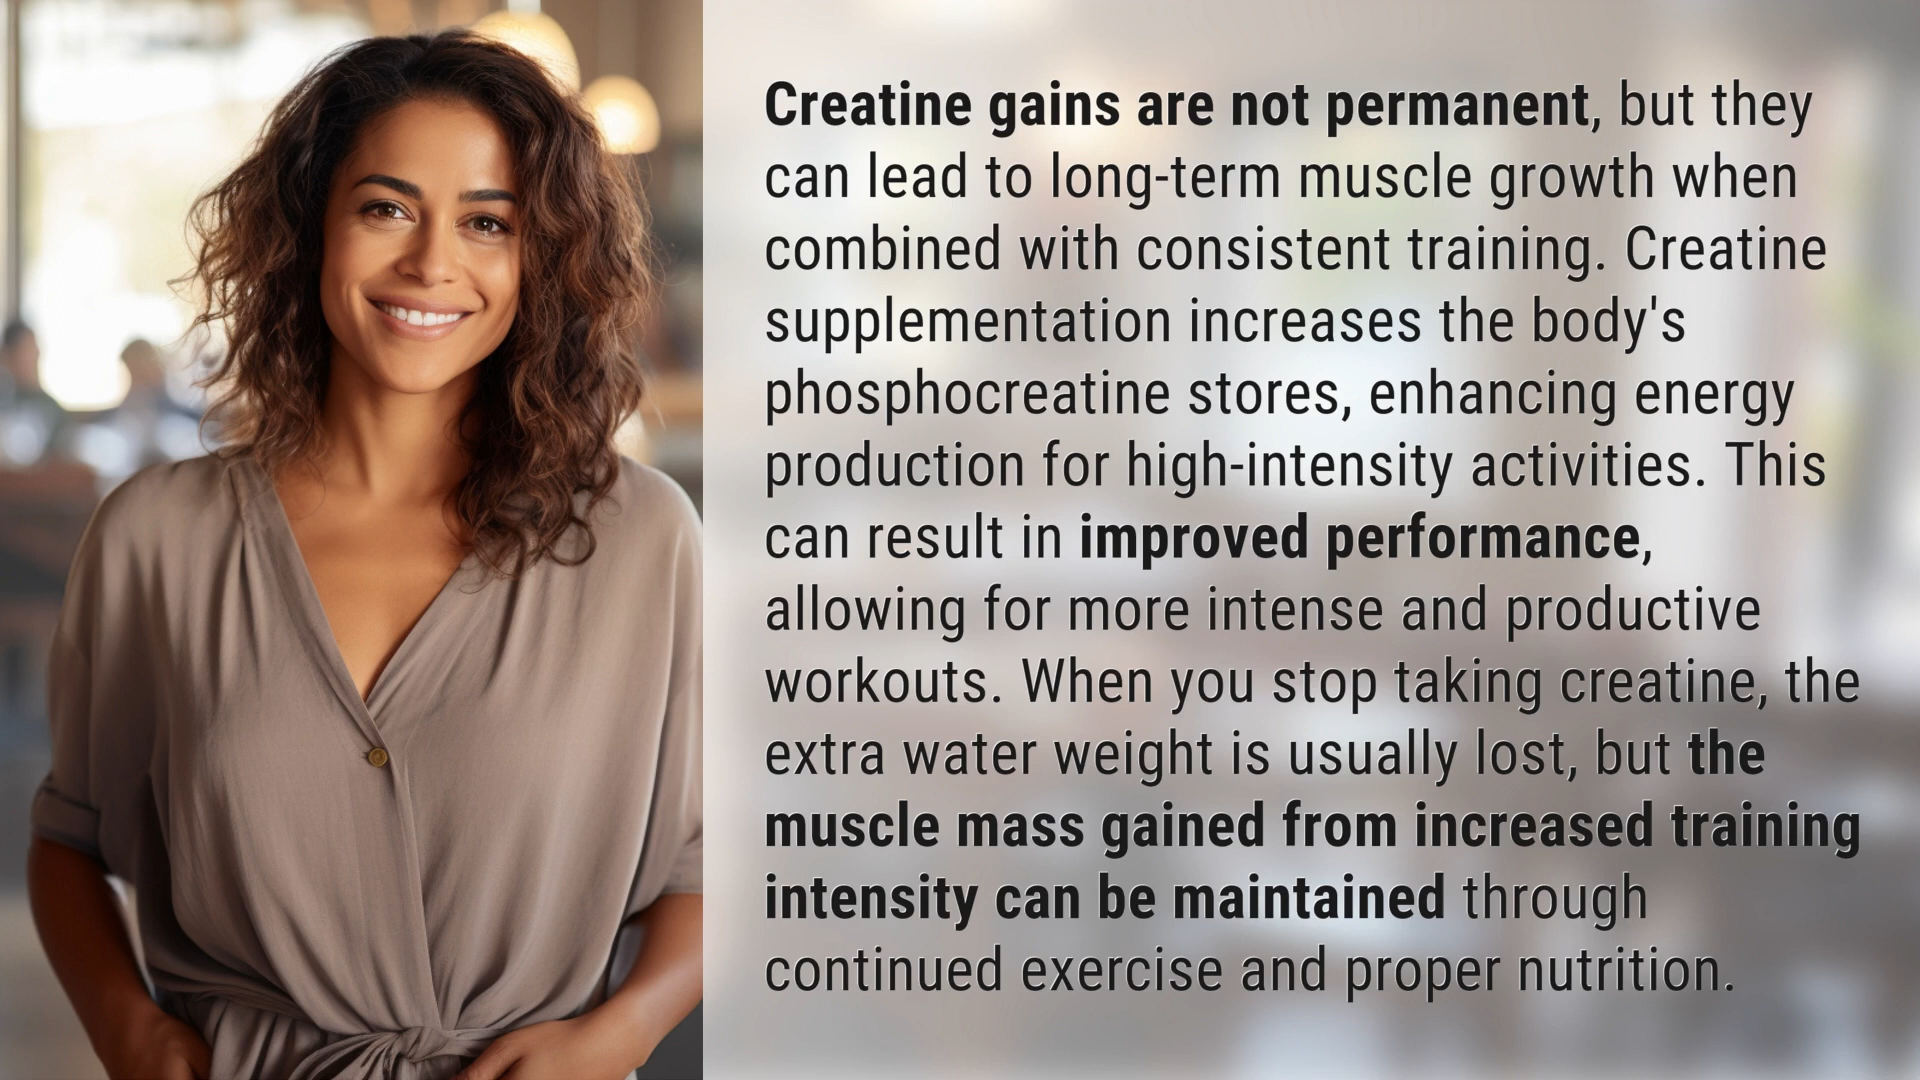 Creatine gains are not permanent, but they
can lead to long-term muscle growth when
combined with consistent training. Creatine
supplementation increases the body's
phosphocreatine stores, enhancing energy
production for high-intensity activities. This
can result in improved performance,
allowing for more intense and productive
workouts. When you stop taking creatine, the
extra water weight is usually lost, but the
muscle mass gained from increased training
intensity can be maintained through
continued exercise and proper nutrition.